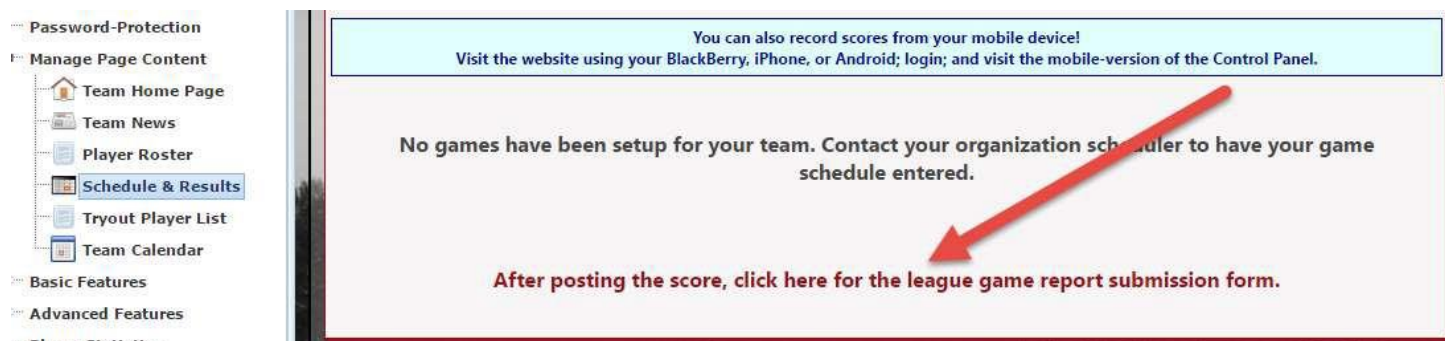 Password-Protection
Manage Page Content
Team Home Page
Team News
Player Roster
Schedule & Results
Tryout Player List
Team Calendar
Basic Features
Advanced Features
You can also record scores from your mobile device!
Visit the website using your BlackBerry, iPhone, or Android; login; and visit the mobile-version of the Control Panel.
No games have been setup for your team. Contact your organization scheduler to have your game
schedule entered.
After posting the score, click here for the league game report submission form.